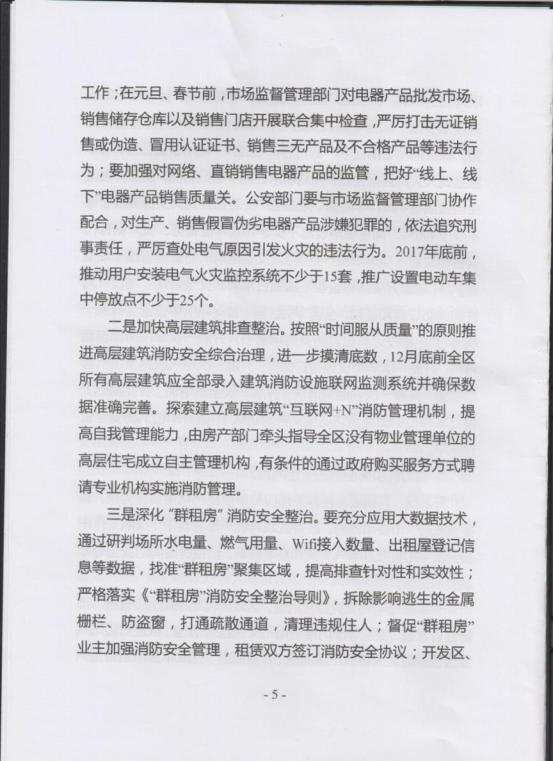 工作；在元旦、春节前，市场监督管理部门对电器产品批发市场、
销售储存仓库以及销售门店开展联合集中检查，严厉打击无证销
售或伪造、冒用认证证书、销售三无产品及不合格产品等违法行
为；要加强对网络、直销销售电器产品的监管，把好“线上、线
下”电器产品销售质量关。公安部门要与市场监督管理部门协作
配合，对生产、销售假冒伪劣电器产品涉嫌犯罪的，依法追究刑
事责任，严厉查处电气原因引发火灾的违法行为。2017年底前，
推动用户安装电气火灾监控系统不少于15套，推广设置电动车集
中停放点不少于25个。
二是加快高层建筑排查整治。按照“时间服从质量”的原则推
进高层建筑消防安全综合治理，进一步摸清底数，12月底前全区
所有高层建筑应全部录入建筑消防设施联网监测系统并确保数
据准确完善。探索建立高层建筑“互联网+N”消防管理机制，提
高自我管理能力，由房产部门牵头指导全区没有物业管理单位的
高层住宅成立自主管理机构，有条件的通过政府购买服务方式聘
请专业机构实施消防管理。
三是深化“群租房”消防安全整治。要充分应用大数据技术，
通过研判场所水电量、燃气用量、Wifi接入数量、出租屋登记信
息等数据，找准“群租房”聚集区域，提高排查针对性和实效性；
严格落实《“群租房”消防安全整治导则》，拆除影响逃生的金属
栅栏、防盗窗，打通疏散通道，清理违规住人；督促“群租房”
业主加强消防安全管理，租赁双方签订消防安全协议；开发区、
- 5 -